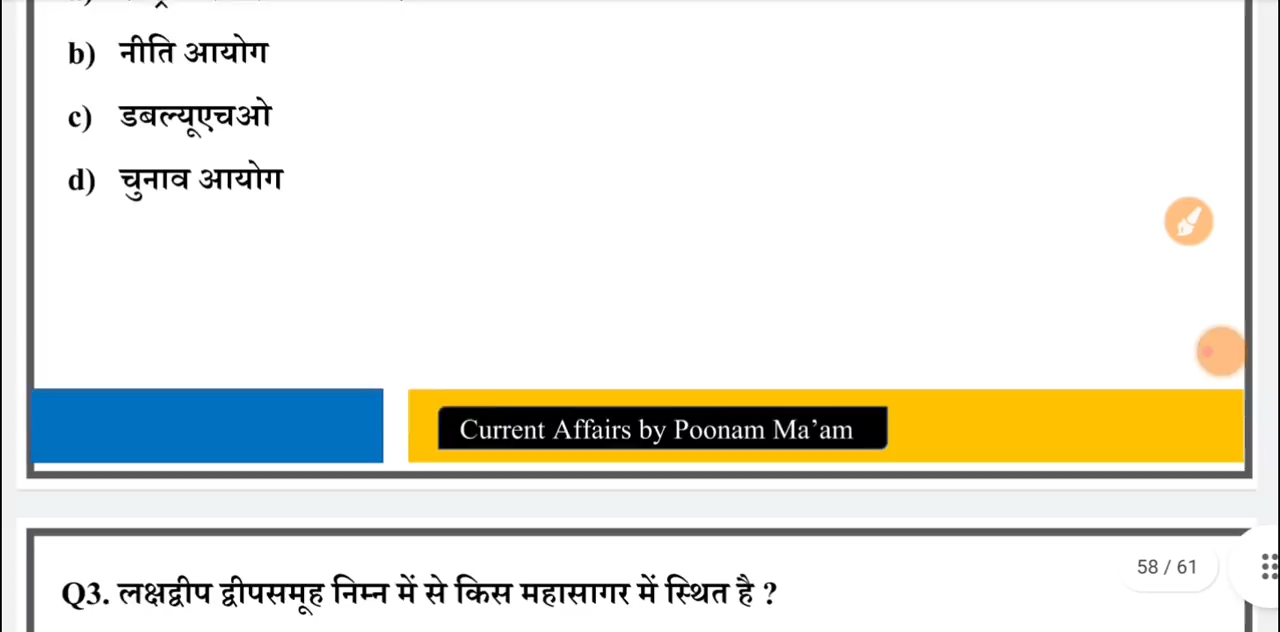 b) नीति आयोग
c) डबल्यूएचओ
d) चुनाव आयोग
Current Affairs by Poonam Ma’am
58 / 61
Q3. लक्षद्वीप द्वीपसमूह निम्न में से किस महासागर में स्थित है ?